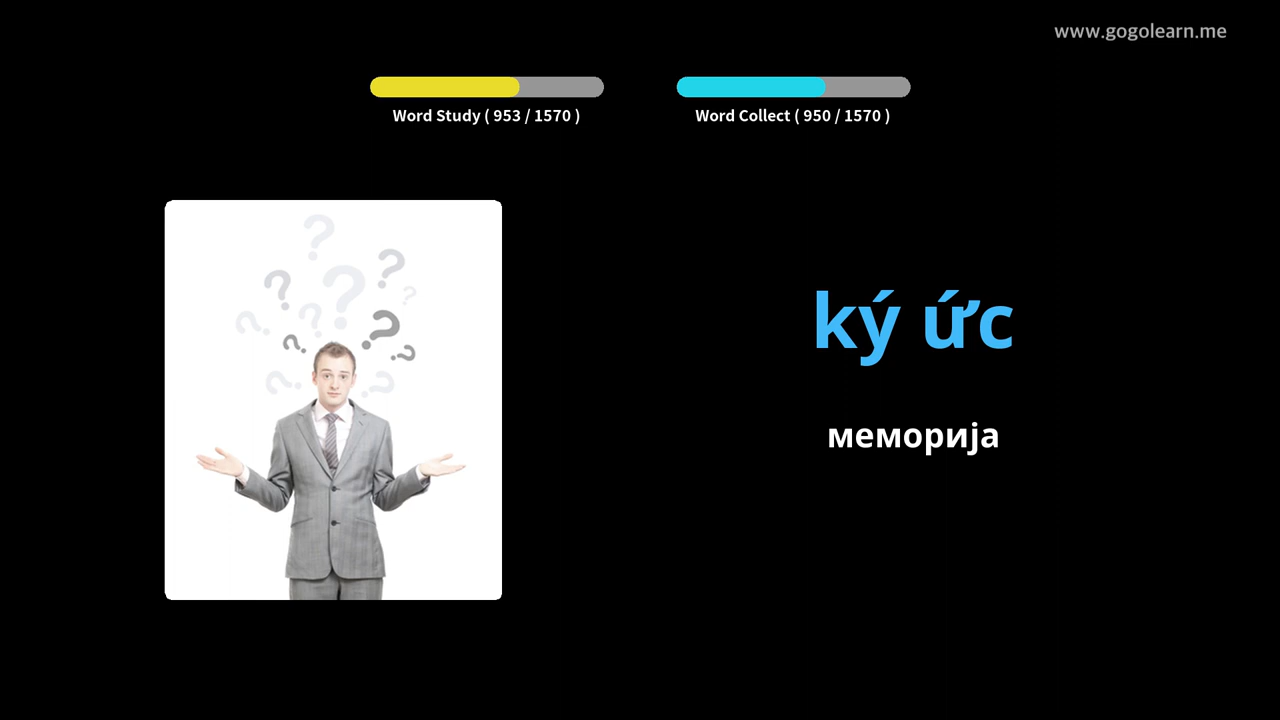 www.gogolearn.me
Word Study ( 953 / 1570 )
Word Collect ( 950 / 1570 )
ký ức
меморија